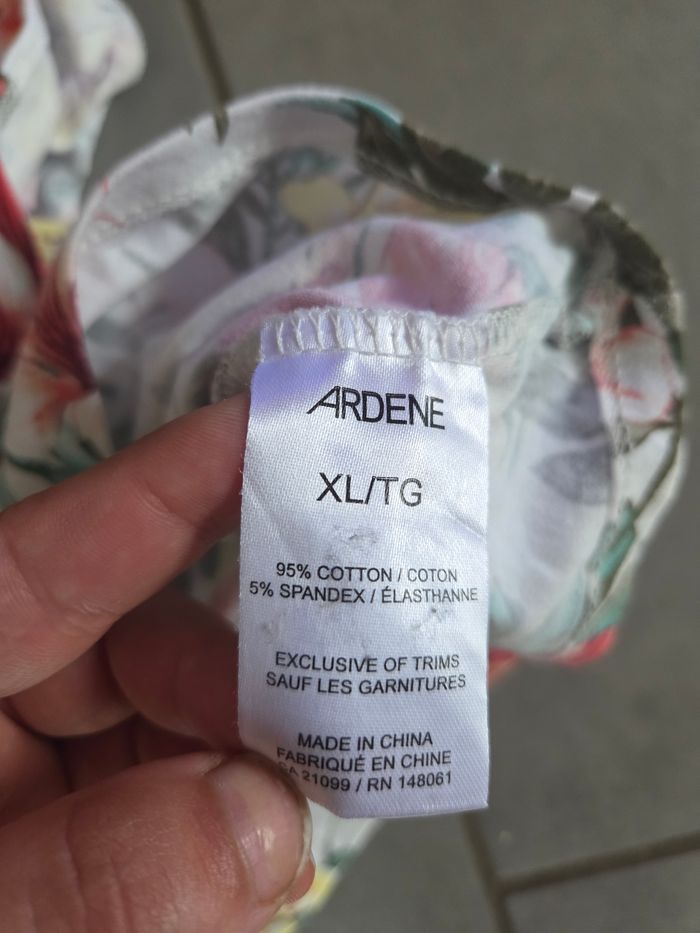 ARDENE
XL/TG
95% COTTON / COTON
5% SPANDEX / ÉLASTHANNE
EXCLUSIVE OF TRIMS
SAUF LES GARNITURES
MADE IN CHINA
FABRIQUÉ EN CHINE
CA 21099 / RN 148061